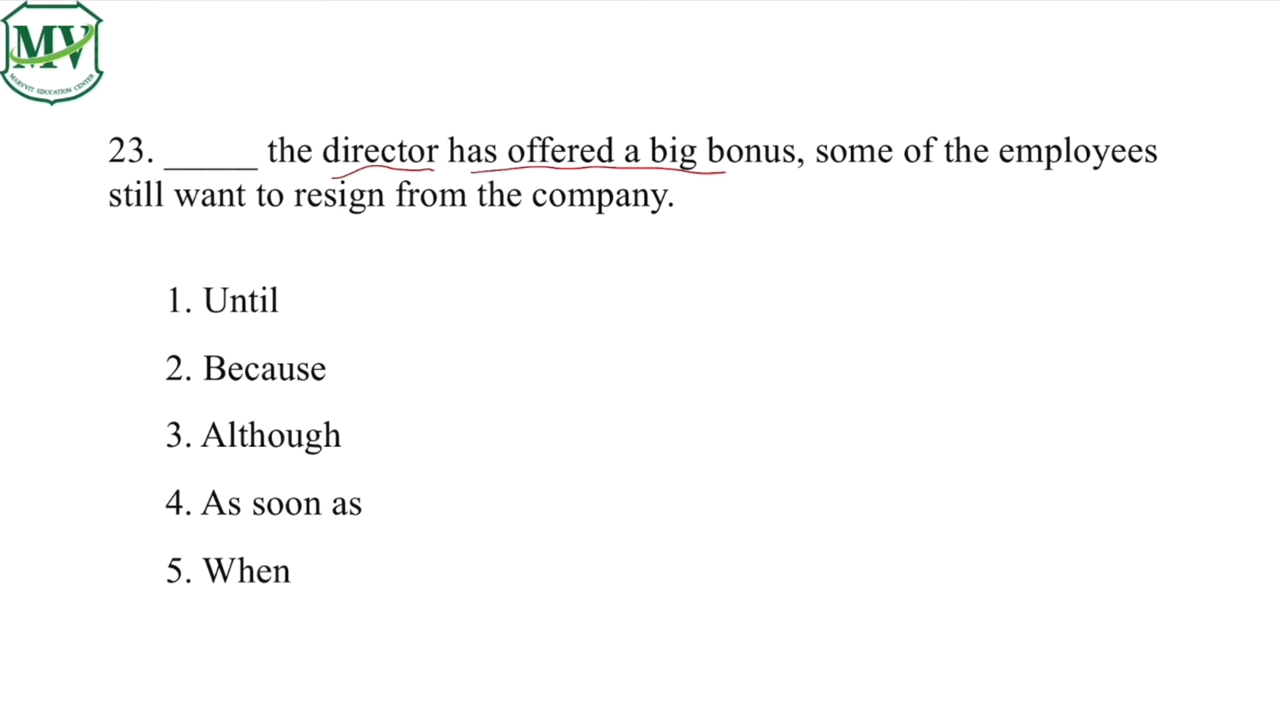 MV
MARYVIT EDUCATION CENTER
23. _____ the director has offered a big bonus, some of the employees
still want to resign from the company.
1. Until
2. Because
3. Although
4. As soon as
5. When